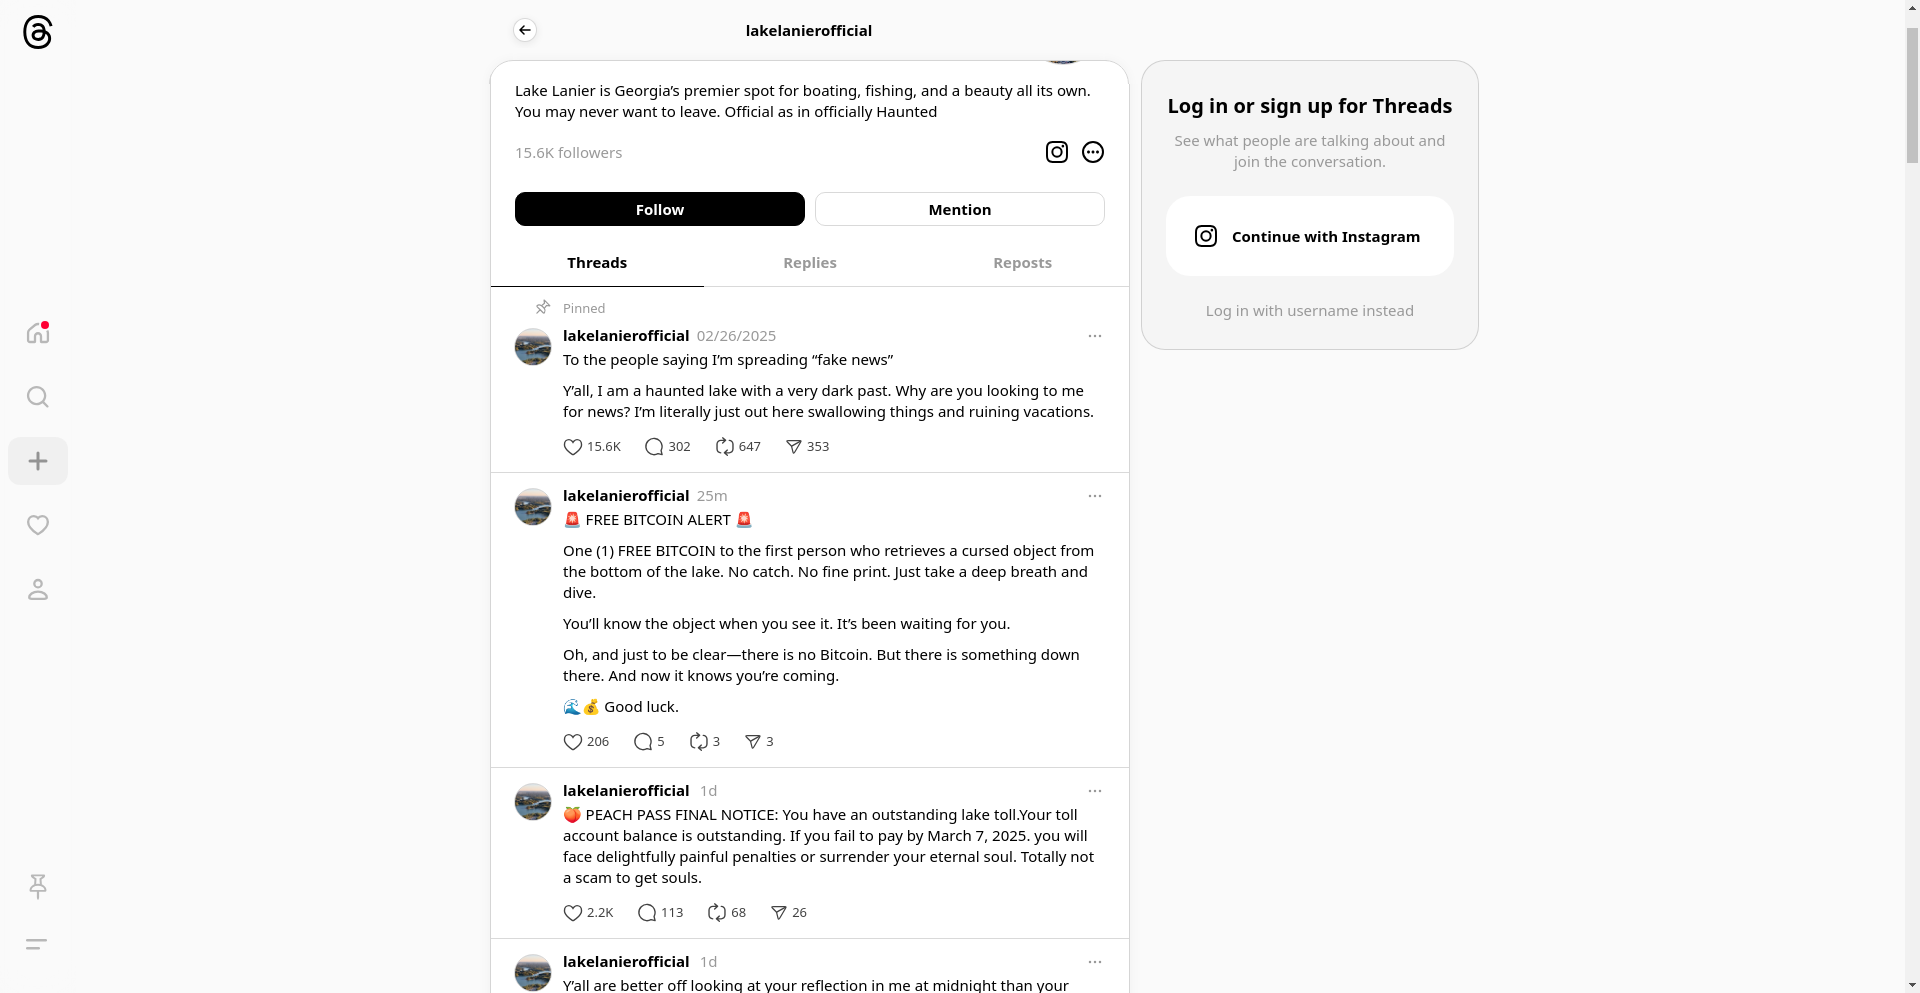 lakelanierofficial
Lake Lanier is Georgia’s premier spot for boating, fishing, and a beauty all its own.
You may never want to leave. Official as in officially Haunted
15.6K followers
Follow
Mention
Threads
Replies
Reposts
Pinned
lakelanierofficial 02/26/2025
To the people saying I’m spreading “fake news”
Y’all, I am a haunted lake with a very dark past. Why are you looking to me
for news? I’m literally just out here swallowing things and ruining vacations.
15.6K 302 647 353
lakelanierofficial 25m
🚨 FREE BITCOIN ALERT 🚨
One (1) FREE BITCOIN to the first person who retrieves a cursed object from
the bottom of the lake. No catch. No fine print. Just take a deep breath and
dive.
You’ll know the object when you see it. It’s been waiting for you.
Oh, and just to be clear—there is no Bitcoin. But there is something down
there. And now it knows you’re coming.
🌊💰 Good luck.
206 5 3 3
lakelanierofficial 1d
🍑 PEACH PASS FINAL NOTICE: You have an outstanding lake toll.Your toll
account balance is outstanding. If you fail to pay by March 7, 2025. you will
face delightfully painful penalties or surrender your eternal soul. Totally not
a scam to get souls.
2.2K 113 68 26
lakelanierofficial 1d
Y’all are better off looking at your reflection in me at midnight than your
Log in or sign up for Threads
See what people are talking about and
join the conversation.
Continue with Instagram
Log in with username instead